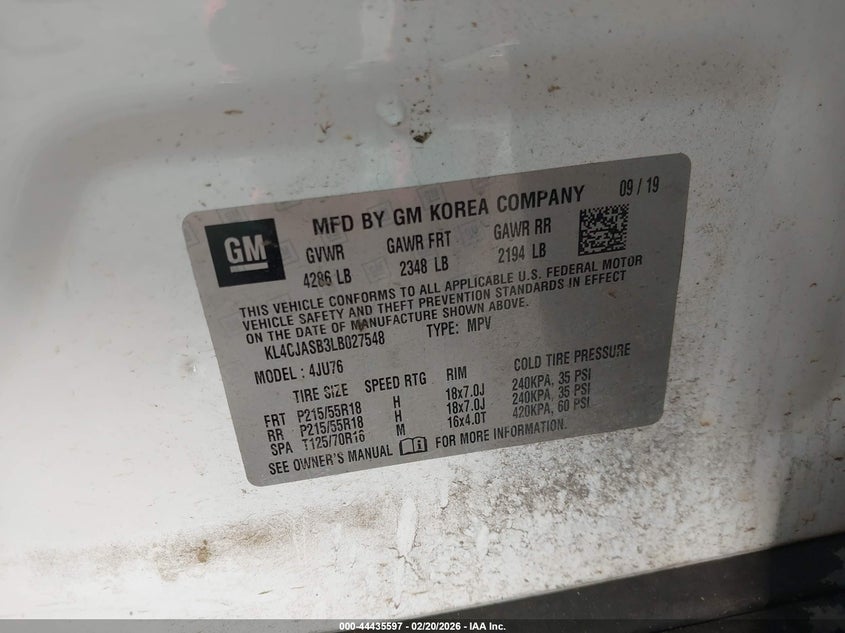 GM
MFD BY GM KOREA COMPANY 09 / 19
GVWR GAWR FRT GAWR RR
4286 LB 2348 LB 2194 LB
THIS VEHICLE CONFORMS TO ALL APPLICABLE U.S. FEDERAL MOTOR
VEHICLE SAFETY AND THEFT PREVENTION STANDARDS IN EFFECT
ON THE DATE OF MANUFACTURE SHOWN ABOVE.
KL4CJASB3LB027548 TYPE: MPV
MODEL : 4JU76
TIRE SIZE SPEED RTG RIM COLD TIRE PRESSURE
FRT P215/55R18 H 18x7.0J 240KPA, 35 PSI
RR P215/55R18 H 18x7.0J 240KPA, 35 PSI
SPA T125/70R16 M 16x4.0T 420KPA, 60 PSI
SEE OWNER'S MANUAL FOR MORE INFORMATION.
000-44435597 - 02/20/2026 - IAA Inc.